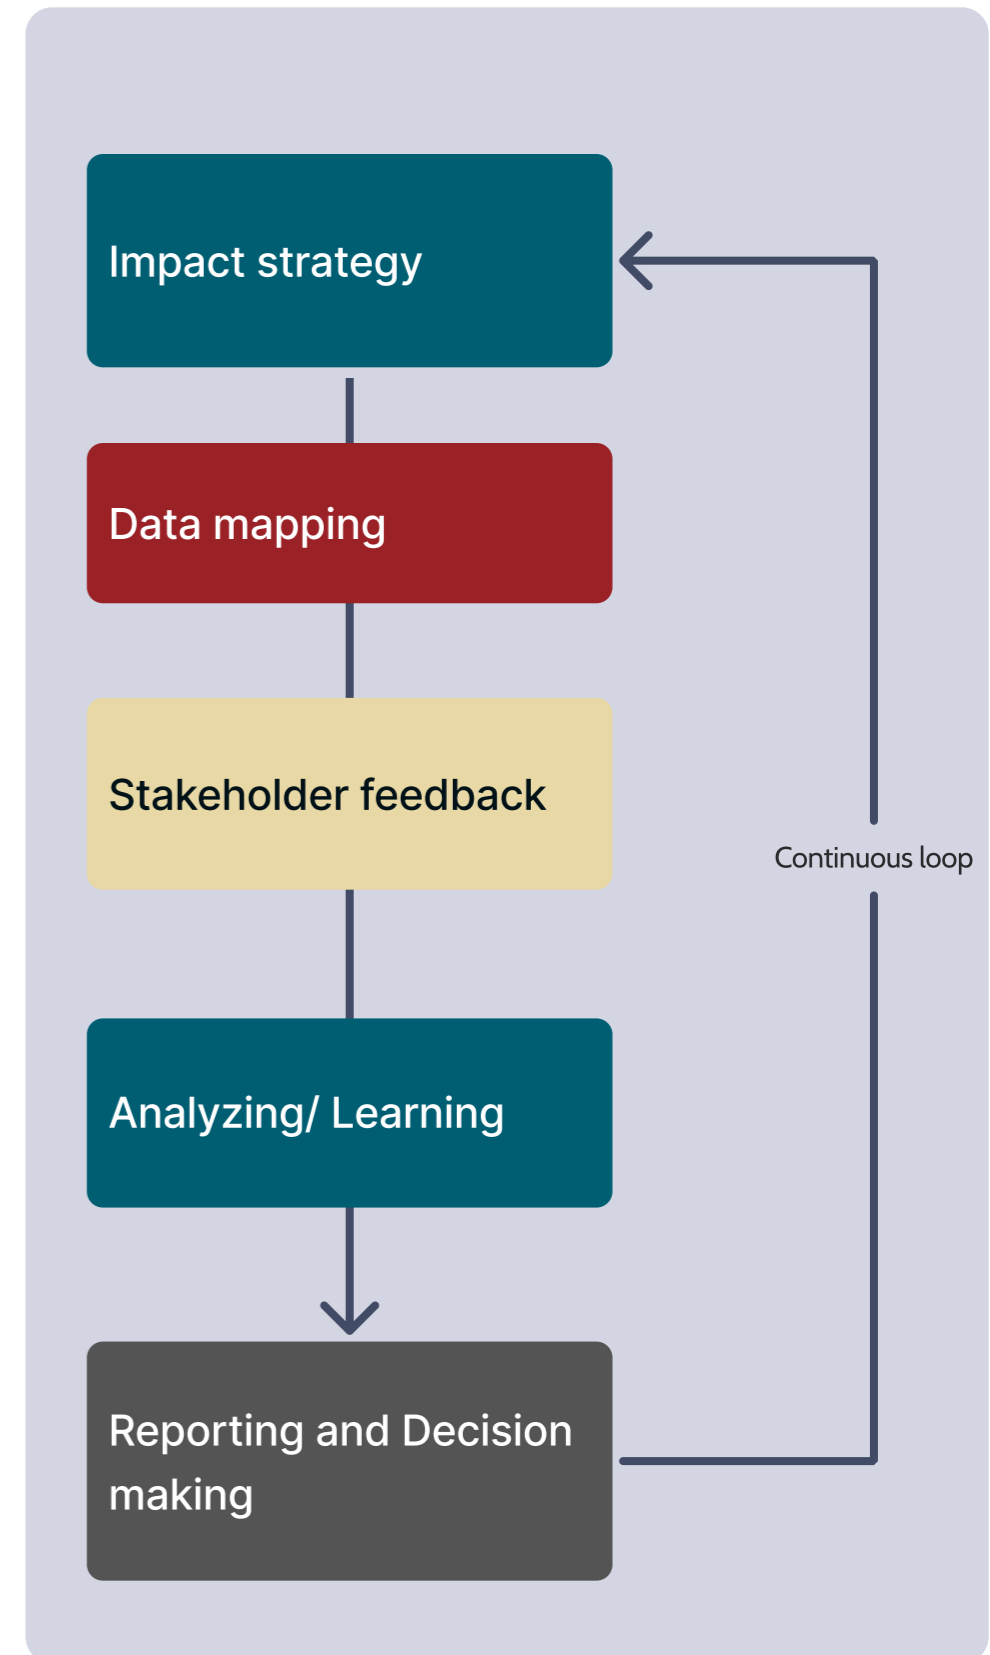 Impact strategy
Data mapping
Stakeholder feedback
Continuous loop
Analyzing/ Learning
Reporting and Decision
making